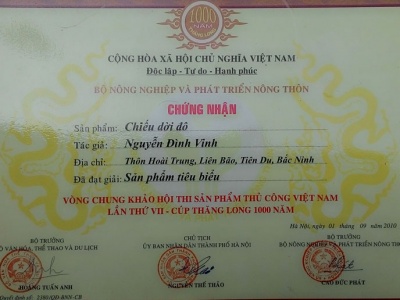 1000
NĂM
THĂNG LONG
CỘNG HÒA XÃ HỘI CHỦ NGHĨA VIỆT NAM
Độc lập - Tự do - Hạnh phúc
BỘ NÔNG NGHIỆP VÀ PHÁT TRIỂN NÔNG THÔN
CHỨNG NHẬN
Sản phẩm: Chiếu dời đô
Tác giả: Nguyễn Đình Vinh
Địa chỉ: Thôn Hoài Trung, Liên Bão, Tiên Du, Bắc Ninh
Đã đạt giải: Sản phẩm tiêu biểu
VÒNG CHUNG KHẢO HỘI THI SẢN PHẨM THỦ CÔNG VIỆT NAM
LẦN THỨ VII - CÚP THĂNG LONG 1000 NĂM
Hà Nội, ngày 01 tháng 09 năm 2010
BỘ TRƯỞNG
BỘ VĂN HÓA, THỂ THAO VÀ DU LỊCH
HOÀNG TUẤN ANH
CHỦ TỊCH
ỦY BAN NHÂN DÂN THÀNH PHỐ HÀ NỘI
NGUYỄN THẾ THẢO
BỘ TRƯỞNG
BỘ NÔNG NGHIỆP VÀ PTNT
CAO ĐỨC PHÁT